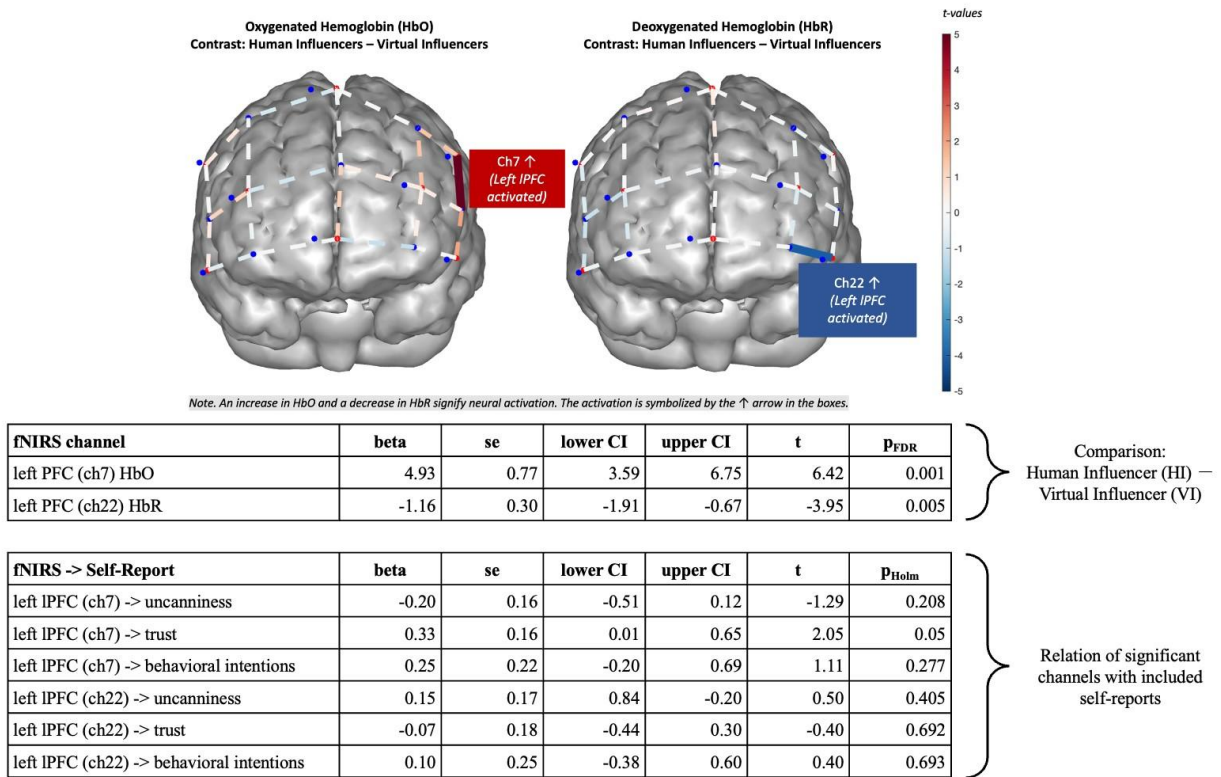 t-values
Oxygenated Hemoglobin (HbO)
Contrast: Human Influencers – Virtual Influencers
Deoxygenated Hemoglobin (HbR)
Contrast: Human Influencers – Virtual Influencers
5
4
3
2
1
0
-1
-2
-3
-4
-5
Ch7 ↑
(Left lPFC
activated)
Ch22 ↑
(Left lPFC
activated)
Note. An increase in HbO and a decrease in HbR signify neural activation. The activation is symbolized by the ↑ arrow in the boxes.
fNIRS channel beta se lower CI upper CI t pFDR
left PFC (ch7) HbO 4.93 0.77 3.59 6.75 6.42 0.001
left PFC (ch22) HbR -1.16 0.30 -1.91 -0.67 -3.95 0.005
Comparison:
Human Influencer (HI) –
Virtual Influencer (VI)
fNIRS -> Self-Report beta se lower CI upper CI t pHolm
left lPFC (ch7) -> uncanniness -0.20 0.16 -0.51 0.12 -1.29 0.208
left lPFC (ch7) -> trust 0.33 0.16 0.01 0.65 2.05 0.05
left lPFC (ch7) -> behavioral intentions 0.25 0.22 -0.20 0.69 1.11 0.277
left lPFC (ch22) -> uncanniness 0.15 0.17 0.84 -0.20 0.50 0.405
left lPFC (ch22) -> trust -0.07 0.18 -0.44 0.30 -0.40 0.692
left lPFC (ch22) -> behavioral intentions 0.10 0.25 -0.38 0.60 0.40 0.693
Relation of significant
channels with included
self-reports